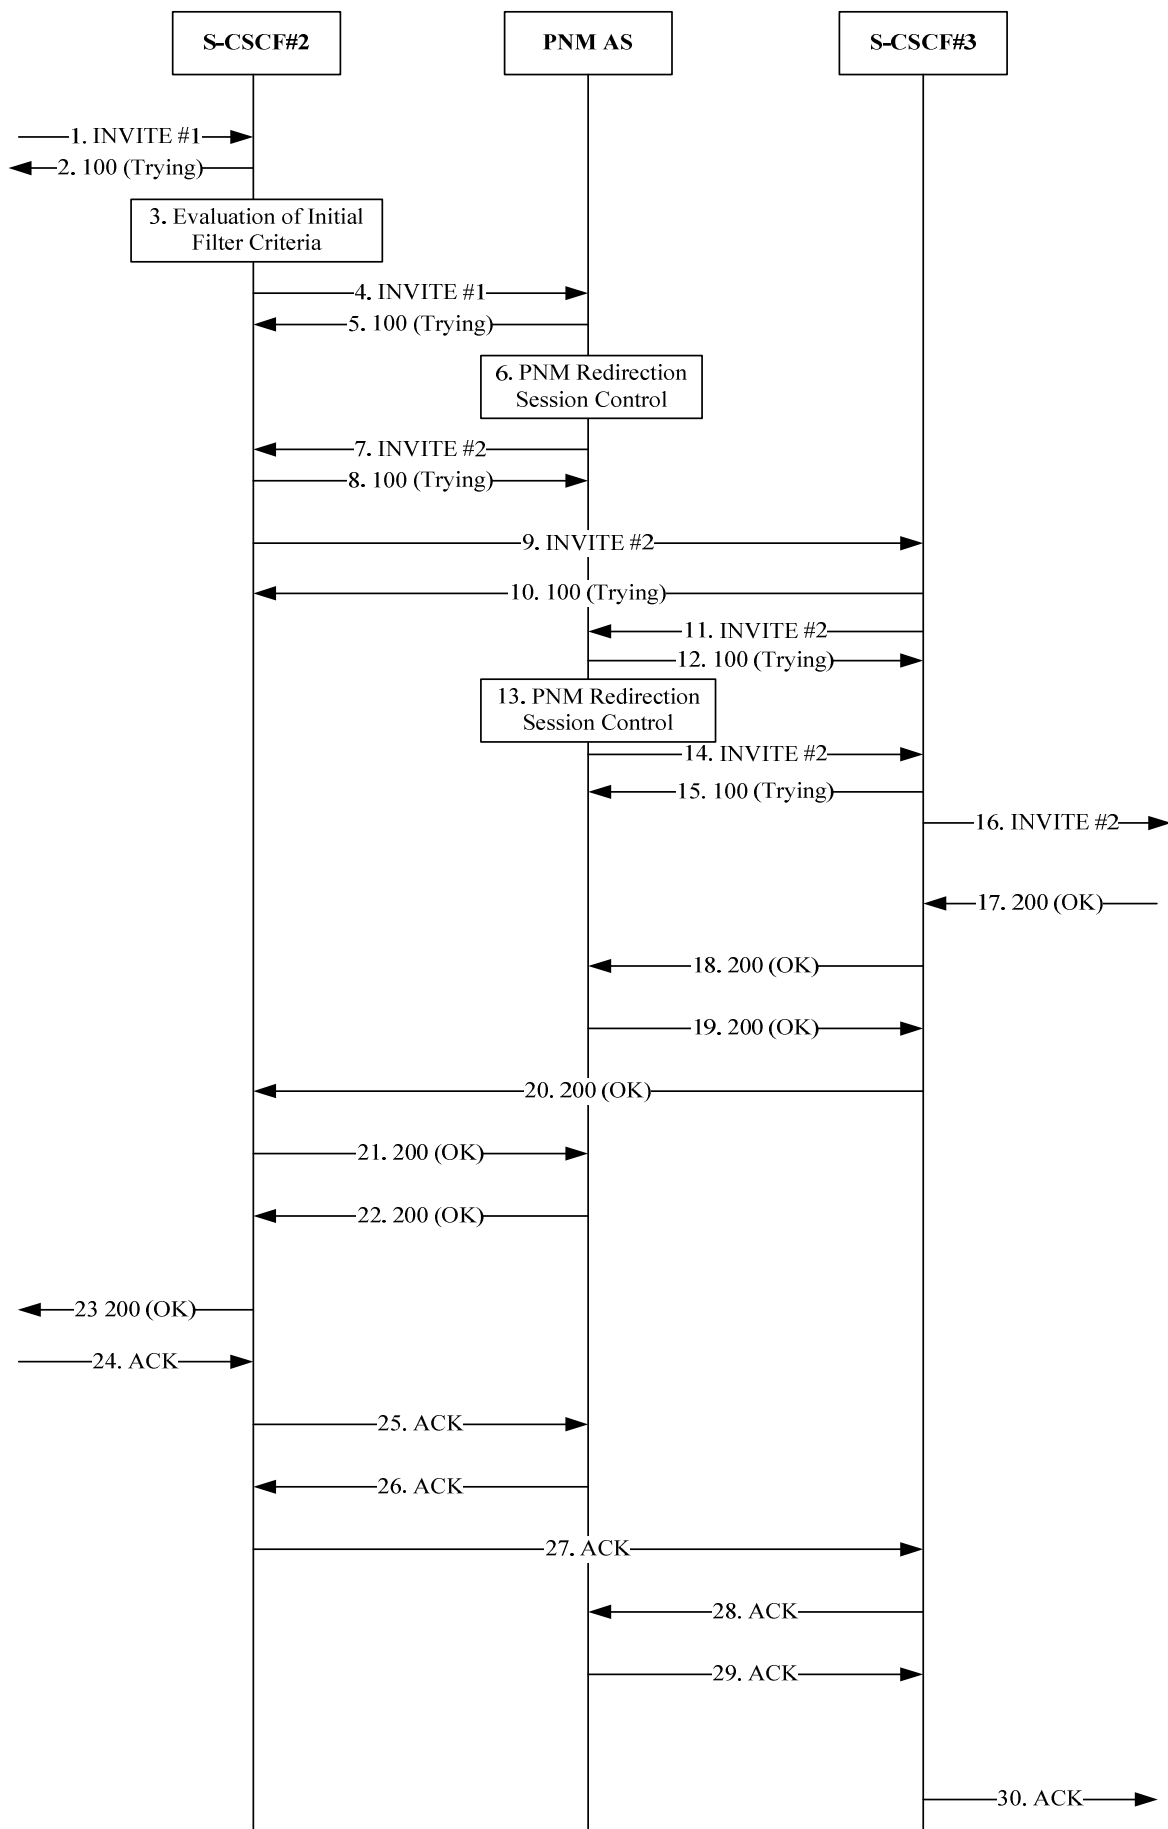 S-CSCF#2
PNM AS
S-CSCF#3
1. INVITE #1
2. 100 (Trying)
3. Evaluation of Initial
Filter Criteria
4. INVITE #1
5. 100 (Trying)
6. PNM Redirection
Session Control
7. INVITE #2
8. 100 (Trying)
9. INVITE #2
10. 100 (Trying)
11. INVITE #2
12. 100 (Trying)
13. PNM Redirection
Session Control
14. INVITE #2
15. 100 (Trying)
16. INVITE #2
17. 200 (OK)
18. 200 (OK)
19. 200 (OK)
20. 200 (OK)
21. 200 (OK)
22. 200 (OK)
23 200 (OK)
24. ACK
25. ACK
26. ACK
27. ACK
28. ACK
29. ACK
30. ACK